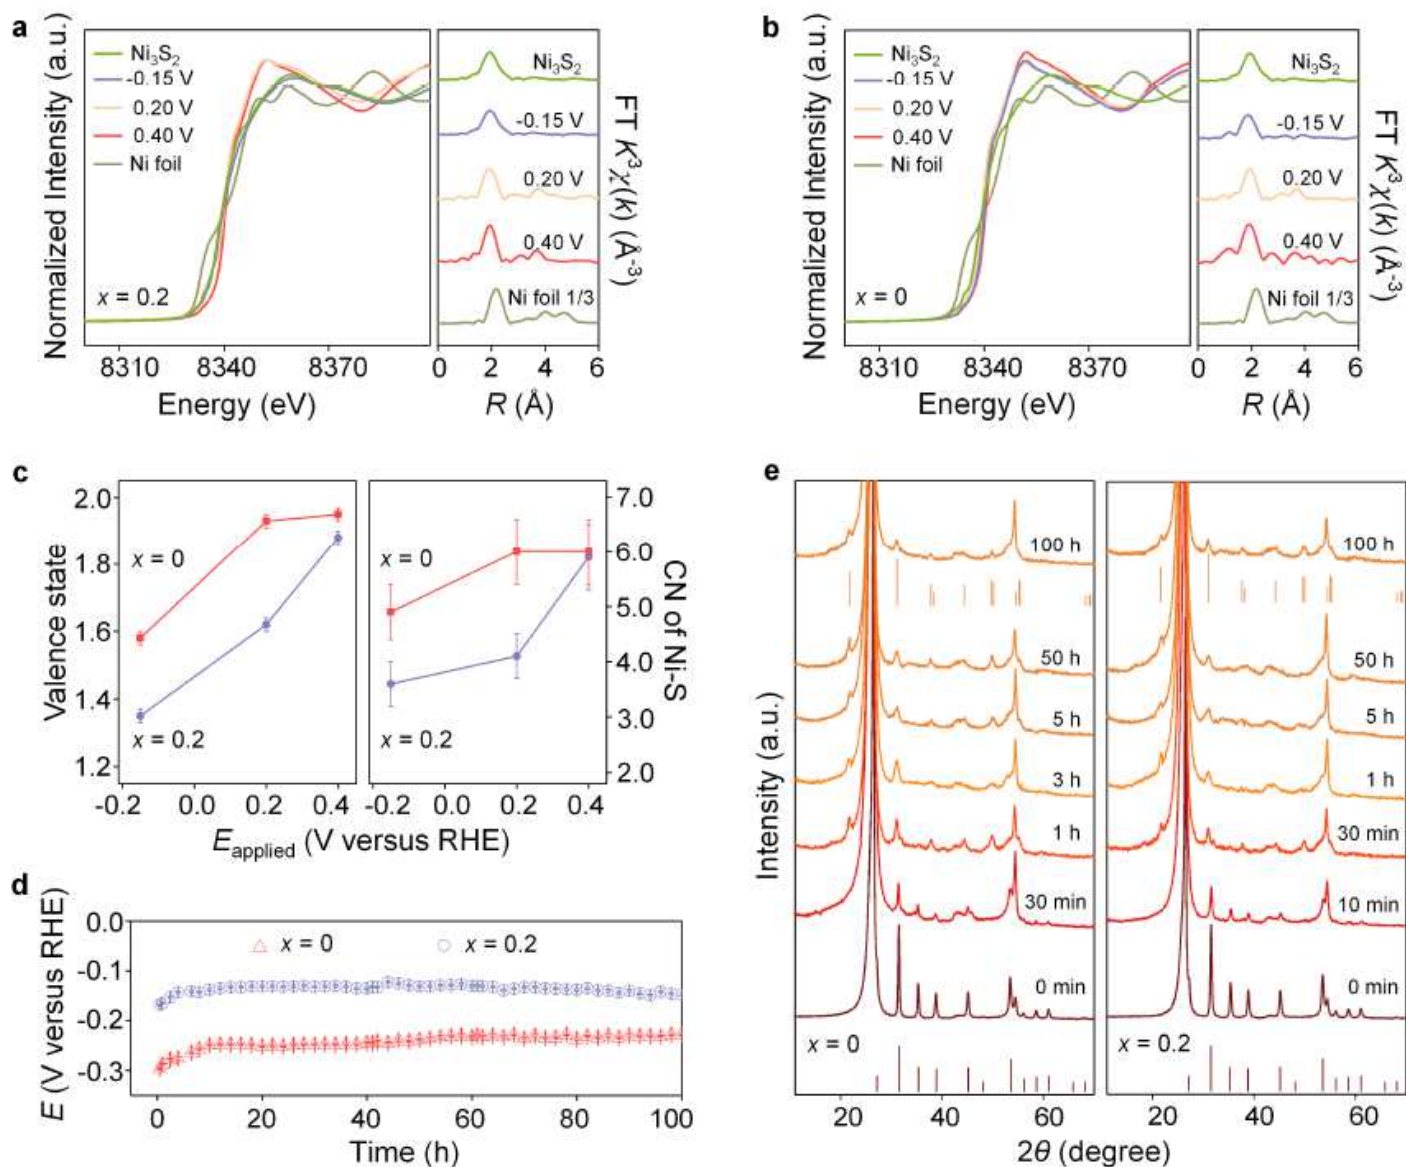 a
Normalized Intensity (a.u.)
Ni₃S₂
-0.15 V
0.20 V
0.40 V
Ni foil
x = 0.2
8310 8340 8370
Energy (eV)
Ni₃S₂
-0.15 V
0.20 V
0.40 V
Ni foil 1/3
0 2 4 6
R (Å)
FT K³χ(k) (Å⁻³)
b
Normalized Intensity (a.u.)
Ni₃S₂
-0.15 V
0.20 V
0.40 V
Ni foil
x = 0
8310 8340 8370
Energy (eV)
Ni₃S₂
-0.15 V
0.20 V
0.40 V
Ni foil 1/3
0 2 4 6
R (Å)
FT K³χ(k) (Å⁻³)
c
Valence state
2.0
1.8
1.6
1.4
1.2
x = 0
x = 0.2
x = 0
x = 0.2
7.0
6.0
5.0
4.0
3.0
2.0
CN of Ni-S
-0.2 0.0 0.2 0.4 -0.2 0.0 0.2 0.4
E applied (V versus RHE)
d
E (V versus RHE)
0.0
-0.1
-0.2
-0.3
x = 0 x = 0.2
0 20 40 60 80 100
Time (h)
e
Intensity (a.u.)
100 h
50 h
5 h
3 h
1 h
30 min
0 min
x = 0
100 h
50 h
5 h
1 h
30 min
10 min
0 min
x = 0.2
20 40 60 20 40 60
2θ (degree)